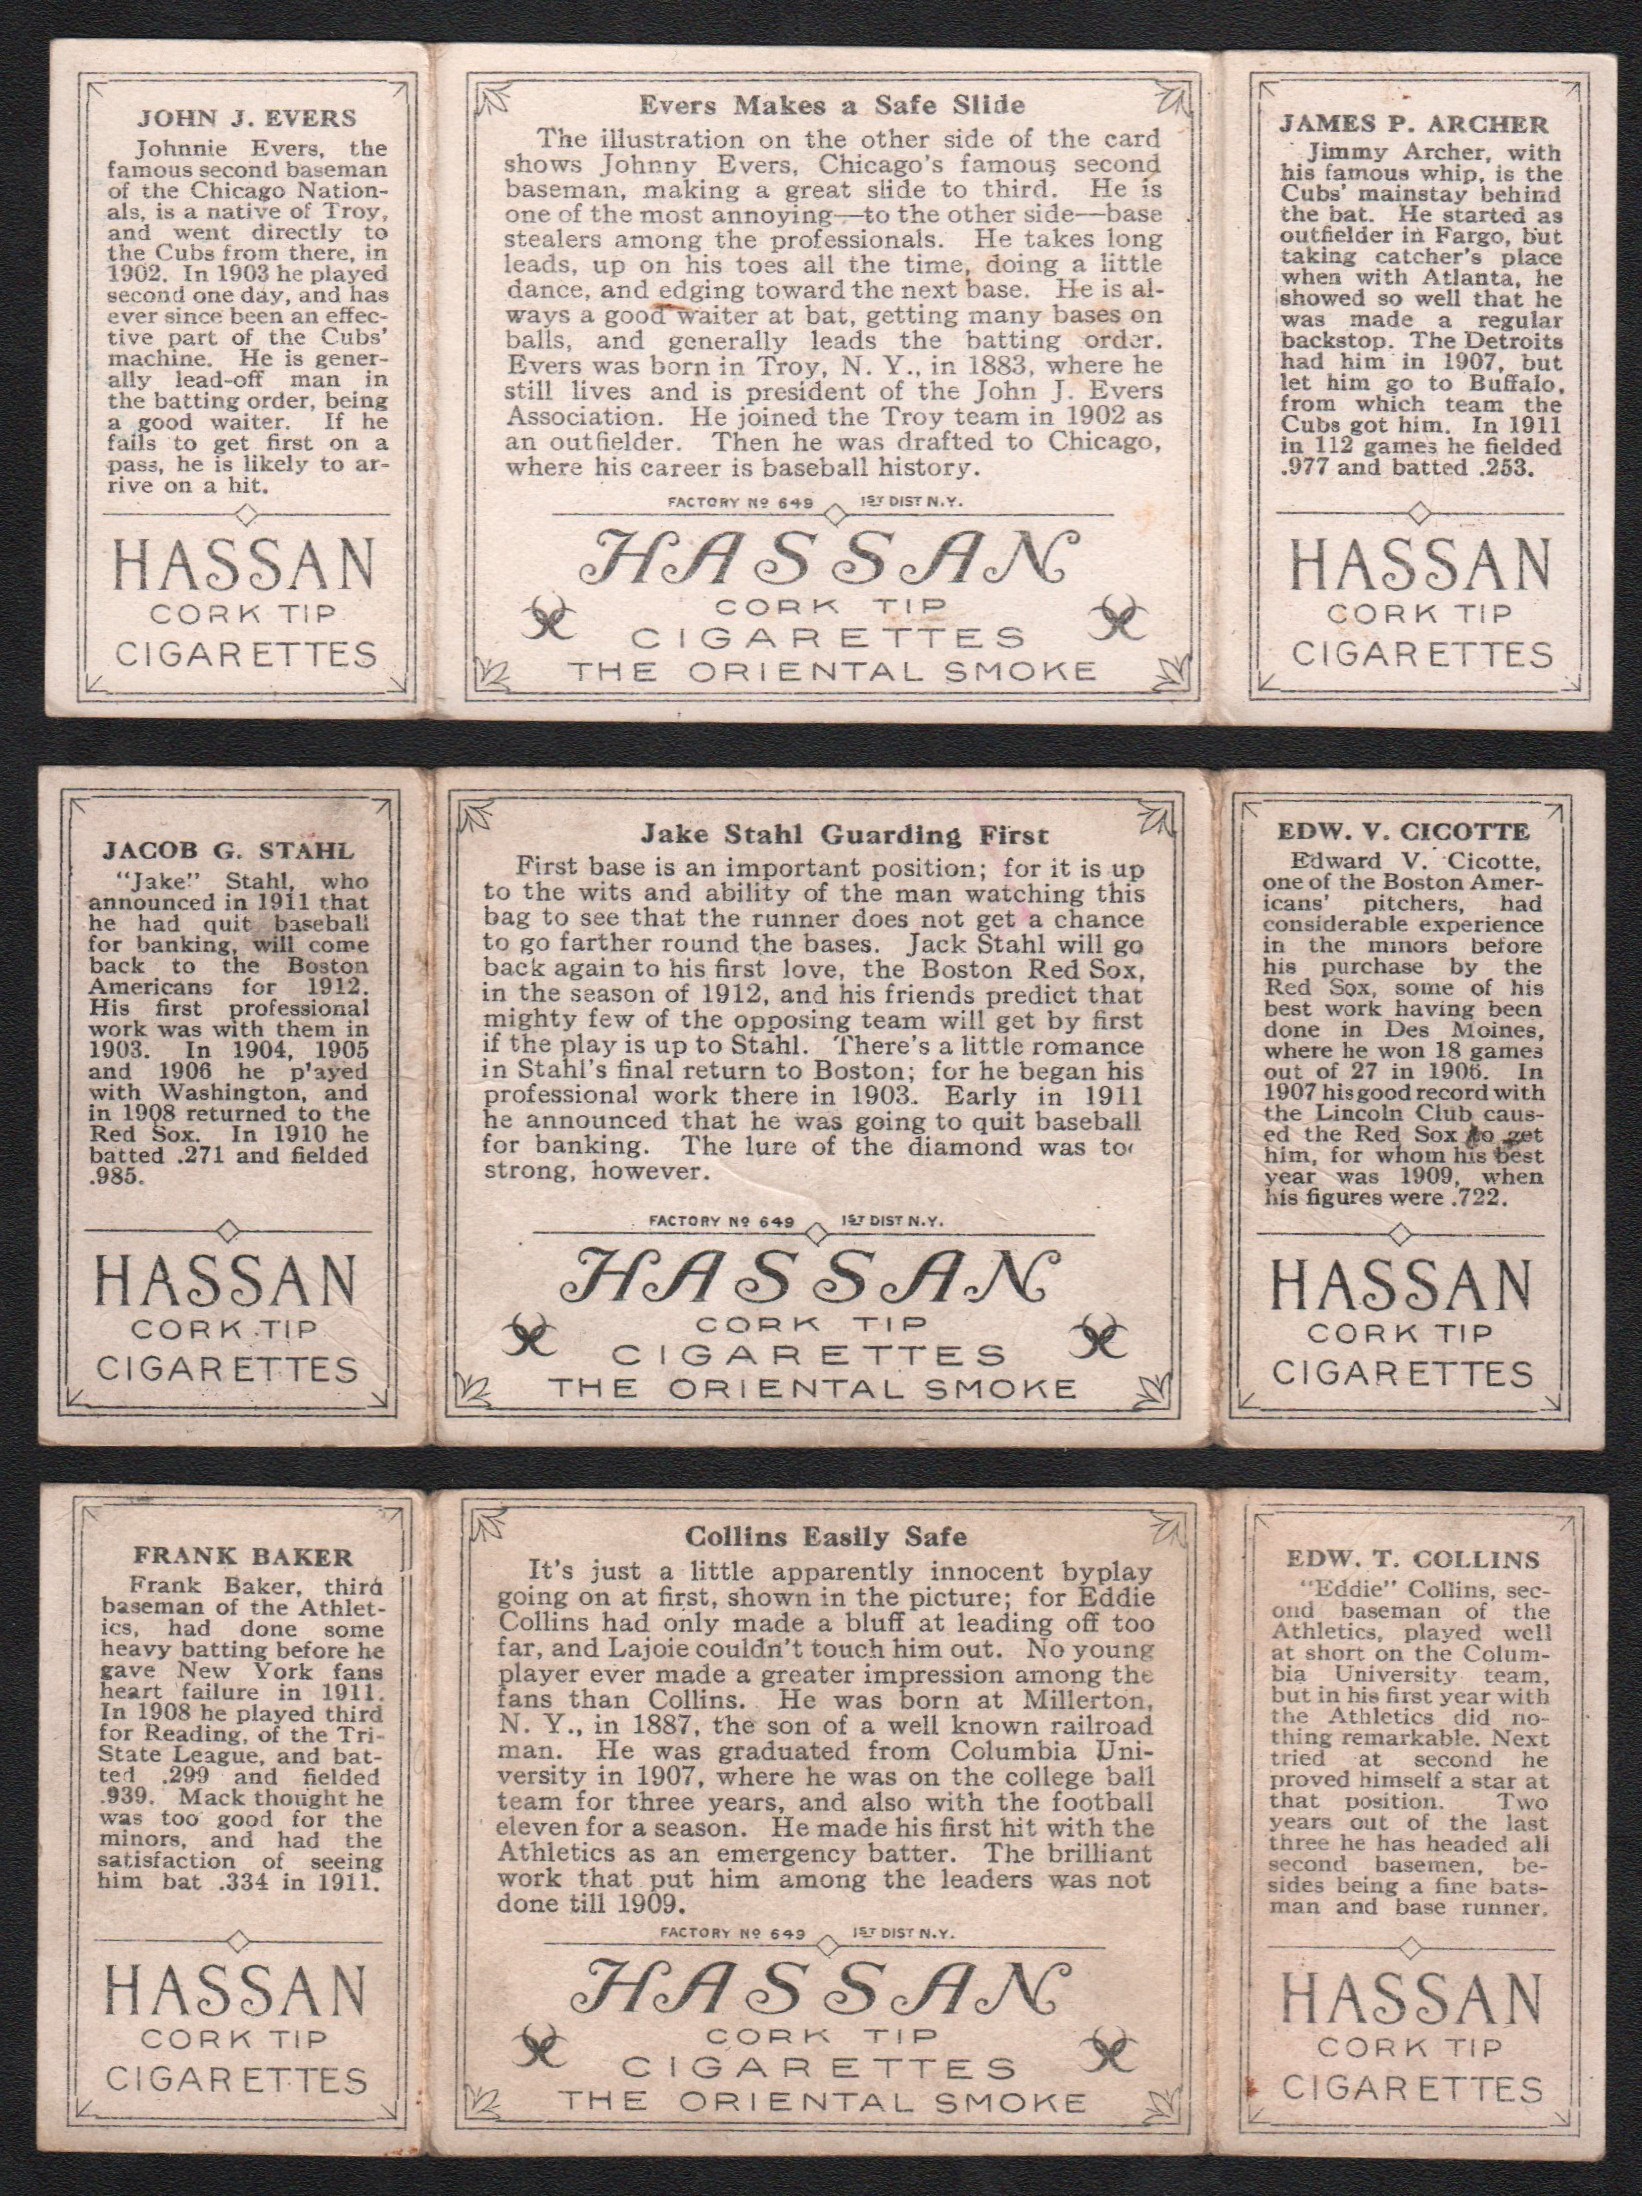 JOHN J. EVERS
Johnnie Evers, the
famous second baseman
of the Chicago Nation-
als, is a native of Troy,
and went directly to
the Cubs from there, in
1902. In 1903 he played
second one day, and has
ever since been an effec-
tive part of the Cubs'
machine. He is gener-
ally lead-off man in
the batting order, being
a good waiter. If he
fails to get first on a
pass, he is likely to ar-
rive on a hit.
HASSAN
CORK TIP
CIGARETTES
Evers Makes a Safe Slide
The illustration on the other side of the card
shows Johnny Evers, Chicago's famous second
baseman, making a great slide to third. He is
one of the most annoying—to the other side—base
stealers among the professionals. He takes long
leads, up on his toes all the time, doing a little
dance, and edging toward the next base. He is al-
ways a good waiter at bat, getting many bases on
balls, and generally leads the batting order.
Evers was born in Troy, N. Y., in 1883, where he
still lives and is president of the John J. Evers
Association. He joined the Troy team in 1902 as
an outfielder. Then he was drafted to Chicago,
where his career is baseball history.
FACTORY Nº 649 1ST DIST N.Y.
HASSAN
CORK TIP
CIGARETTES
THE ORIENTAL SMOKE
JAMES P. ARCHER
Jimmy Archer, with
his famous whip, is the
Cubs' mainstay behind
the bat. He started as
outfielder in Fargo, but
taking catcher's place
when with Atlanta, he
showed so well that he
was made a regular
backstop. The Detroits
had him in 1907, but
let him go to Buffalo,
from which team the
Cubs got him. In 1911
in 112 games he fielded
.977 and batted .253.
HASSAN
CORK TIP
CIGARETTES
JACOB G. STAHL
"Jake" Stahl, who
announced in 1911 that
he had quit baseball
for banking, will come
back to the Boston
Americans for 1912.
His first professional
work was with them in
1903. In 1904, 1905
and 1906 he p'ayed
with Washington, and
in 1908 returned to the
Red Sox. In 1910 he
batted .271 and fielded
.985.
HASSAN
CORK TIP
CIGARETTES
Jake Stahl Guarding First
First base is an important position; for it is up
to the wits and ability of the man watching this
bag to see that the runner does not get a chance
to go farther round the bases. Jack Stahl will go
back again to his first love, the Boston Red Sox,
in the season of 1912, and his friends predict that
mighty few of the opposing team will get by first
if the play is up to Stahl. There's a little romance
in Stahl's final return to Boston; for he began his
professional work there in 1903. Early in 1911
he announced that he was going to quit baseball
for banking. The lure of the diamond was too
strong, however.
FACTORY Nº 649 1ST DIST N.Y.
HASSAN
CORK TIP
CIGARETTES
THE ORIENTAL SMOKE
EDW. V. CICOTTE
Edward V. Cicotte,
one of the Boston Amer-
icans' pitchers, had
considerable experience
in the minors before
his purchase by the
Red Sox, some of his
best work having been
done in Des Moines,
where he won 18 games
out of 27 in 1906. In
1907 his good record with
the Lincoln Club caus-
ed the Red Sox to get
him, for whom his best
year was 1909, when
his figures were .722.
HASSAN
CORK TIP
CIGARETTES
FRANK BAKER
Frank Baker, third
baseman of the Athlet-
ics, had done some
heavy batting before he
gave New York fans
heart failure in 1911.
In 1908 he played third
for Reading, of the Tri-
State League, and bat-
ted .299 and fielded
.939. Mack thought he
was too good for the
minors, and had the
satisfaction of seeing
him bat .334 in 1911.
HASSAN
CORK TIP
CIGARETTES
Collins Easily Safe
It's just a little apparently innocent byplay
going on at first, shown in the picture; for Eddie
Collins had only made a bluff at leading off too
far, and Lajoie couldn't touch him out. No young
player ever made a greater impression among the
fans than Collins. He was born at Millerton,
N. Y., in 1887, the son of a well known railroad
man. He was graduated from Columbia Uni-
versity in 1907, where he was on the college ball
team for three years, and also with the football
eleven for a season. He made his first hit with the
Athletics as an emergency batter. The brilliant
work that put him among the leaders was not
done till 1909.
FACTORY Nº 649 1ST DIST N.Y.
HASSAN
CORK TIP
CIGARETTES
THE ORIENTAL SMOKE
EDW. T. COLLINS
"Eddie" Collins, sec-
ond baseman of the
Athletics, played well
at short on the Colum-
bia University team,
but in his first year with
the Athletics did no-
thing remarkable. Next
tried at second he
proved himself a star at
that position. Two
years out of the last
three he has headed all
second basemen, be-
sides being a fine bats-
man and base runner.
HASSAN
CORK TIP
CIGARETTES